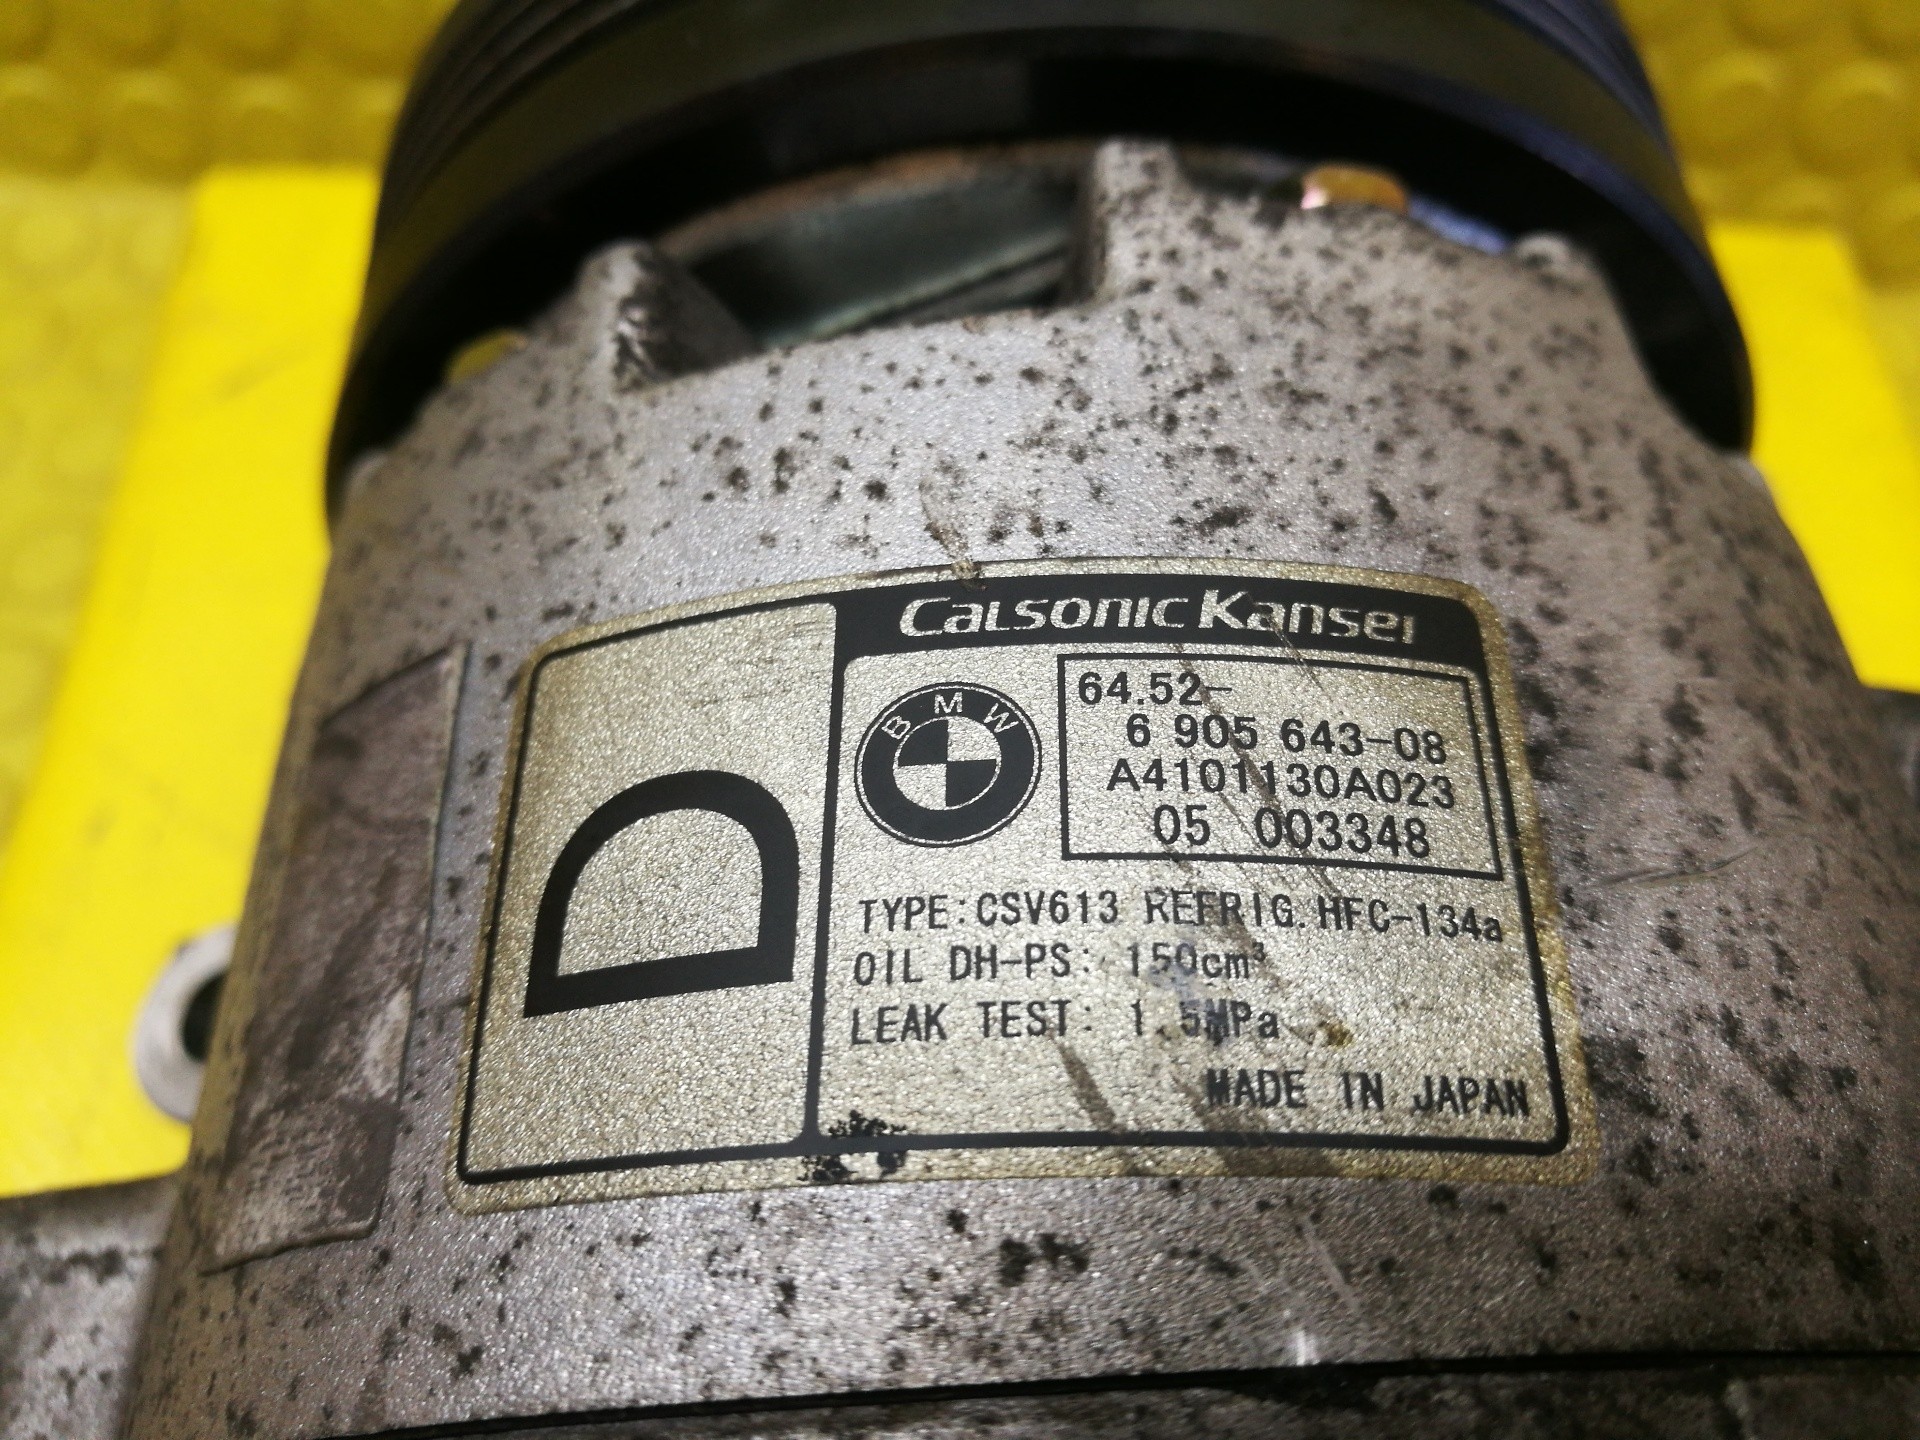 CalsonicKansei
D
BMW
64.52-
6 905 643-08
A4101130A023
05 003348
TYPE:CSV613 REFRIG.HFC-134a
OIL DH-PS: 150cm³
LEAK TEST: 1.5MPa
MADE IN JAPAN